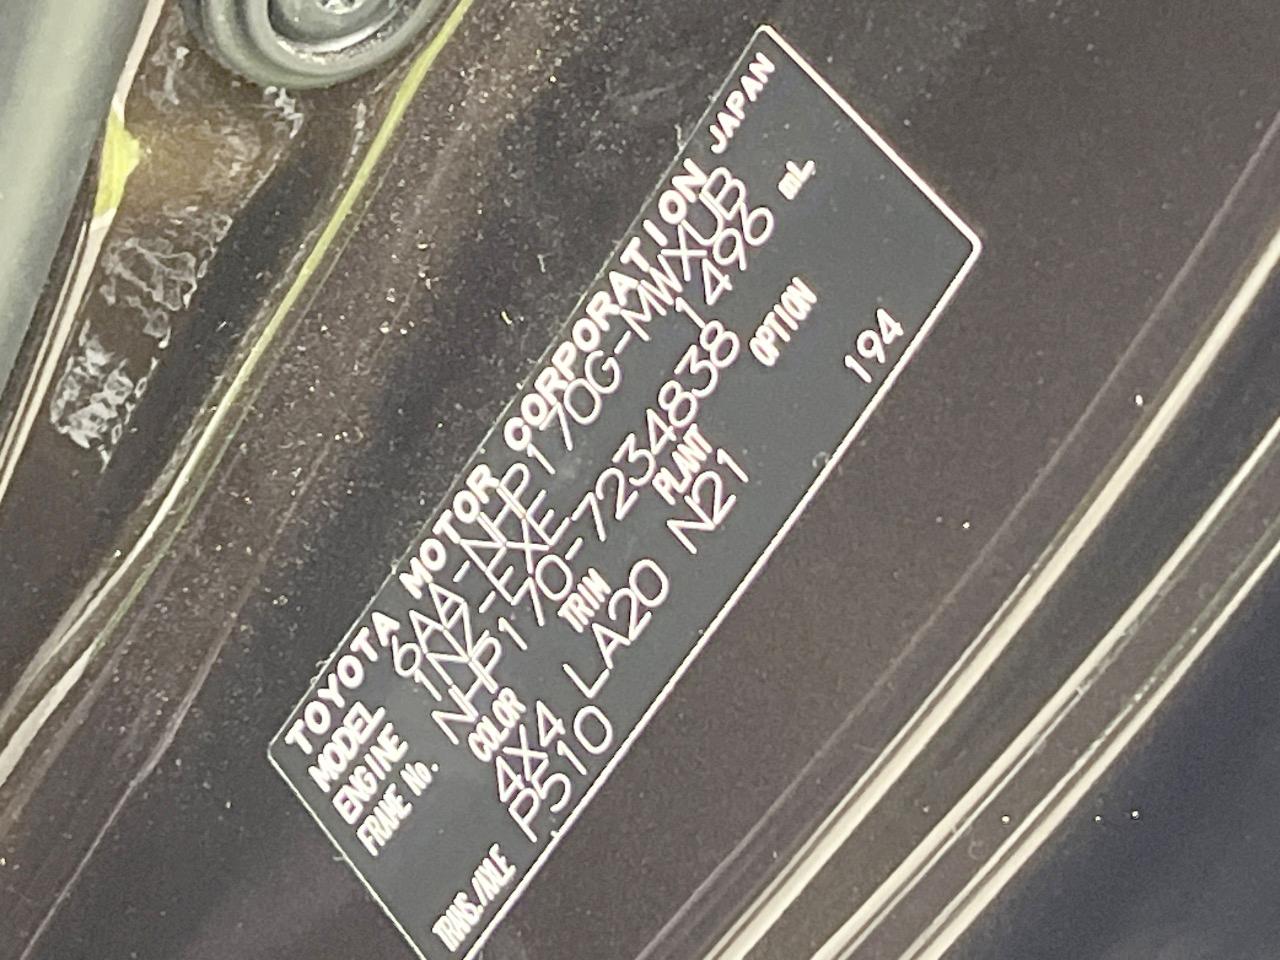 TOYOTA MOTOR CORPORATION JAPAN
MODEL 6AA-NHP170G-MWXUB
ENGINE 1NZ-EXE 1496 mL
FRAME No. NHP170-7234838
COLOR TRIM PLANT OPTION
4X4 LA20 N21
TRANS./AXLE P510 194